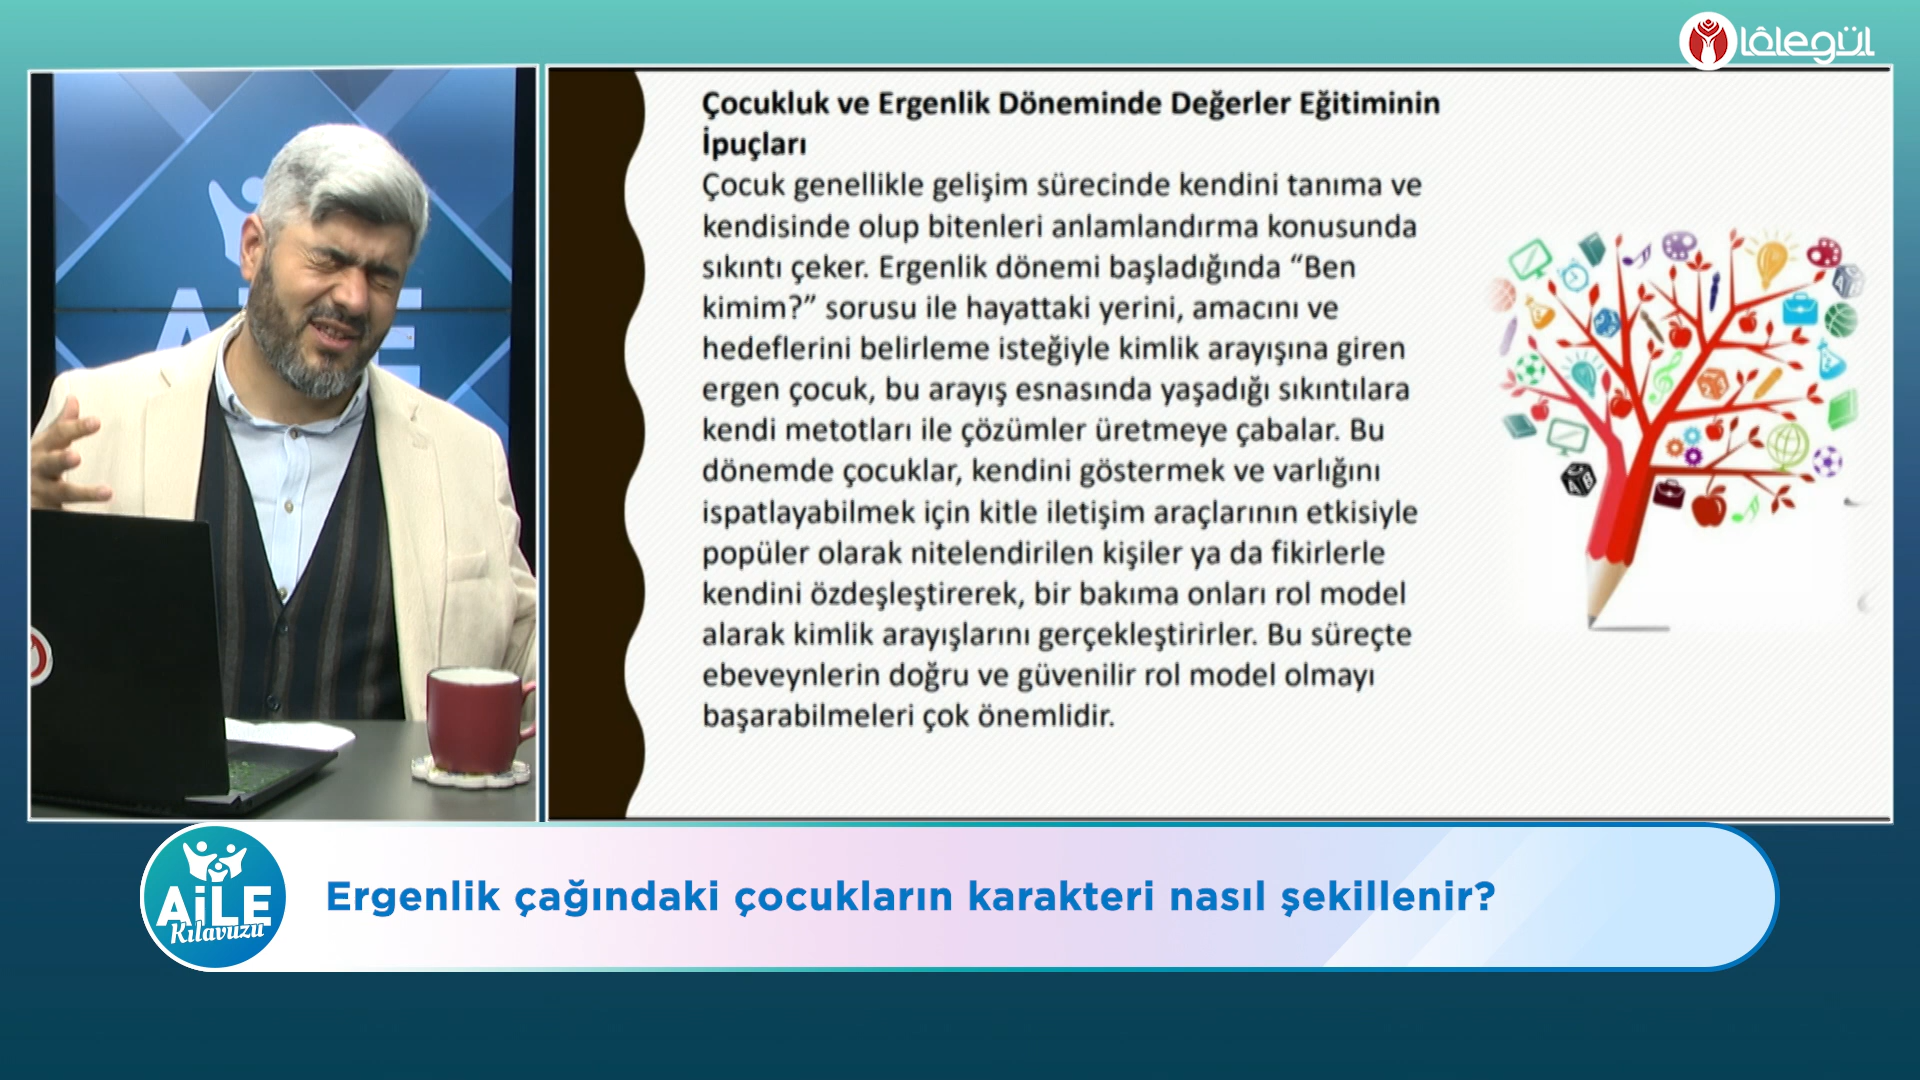 lâlegül
Çocukluk ve Ergenlik Döneminde Değerler Eğitiminin
İpuçları
Çocuk genellikle gelişim sürecinde kendini tanıma ve
kendisinde olup bitenleri anlamlandırma konusunda
sıkıntı çeker. Ergenlik dönemi başladığında “Ben
kimim?” sorusu ile hayattaki yerini, amacını ve
hedeflerini belirleme isteğiyle kimlik arayışına giren
ergen çocuk, bu arayış esnasında yaşadığı sıkıntılara
kendi metotları ile çözümler üretmeye çabalar. Bu
dönemde çocuklar, kendini göstermek ve varlığını
ispatlayabilmek için kitle iletişim araçlarının etkisiyle
popüler olarak nitelendirilen kişiler ya da fikirlerle
kendini özdeşleştirerek, bir bakıma onları rol model
alarak kimlik arayışlarını gerçekleştirirler. Bu süreçte
ebeveynlerin doğru ve güvenilir rol model olmayı
başarabilmeleri çok önemlidir.
A B
AİLE
Kılavuzu
Ergenlik çağındaki çocukların karakteri nasıl şekillenir?